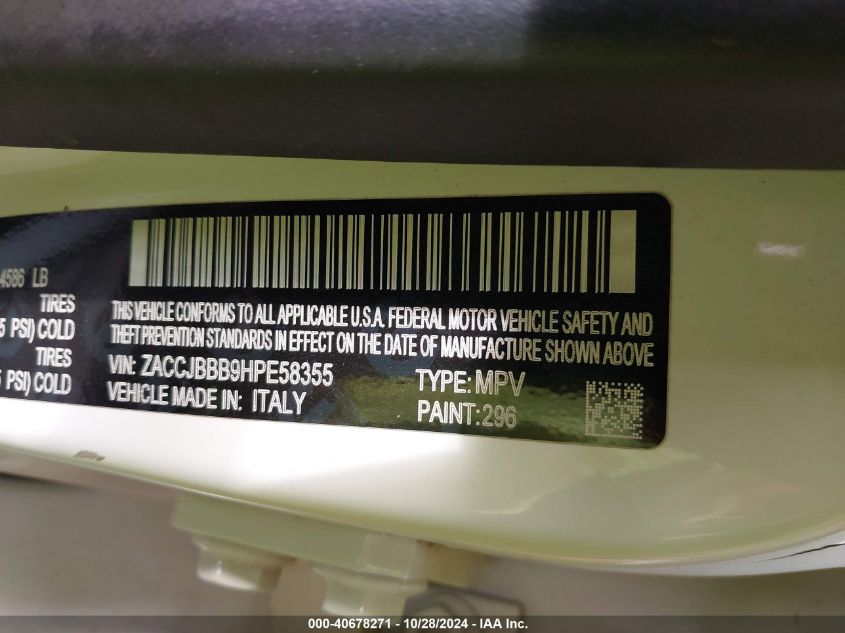 4586 LB
TIRES
5 PSI) COLD
TIRES
PSI) COLD
THIS VEHICLE CONFORMS TO ALL APPLICABLE U.S.A. FEDERAL MOTOR VEHICLE SAFETY AND
THEFT PREVENTION STANDARDS IN EFFECT ON THE DATE OF MANUFACTURE SHOWN ABOVE
VIN: ZACCJBBB9HPE58355
TYPE: MPV
VEHICLE MADE IN: ITALY
PAINT: 296
000-40678271 - 10/28/2024 - IAA Inc.